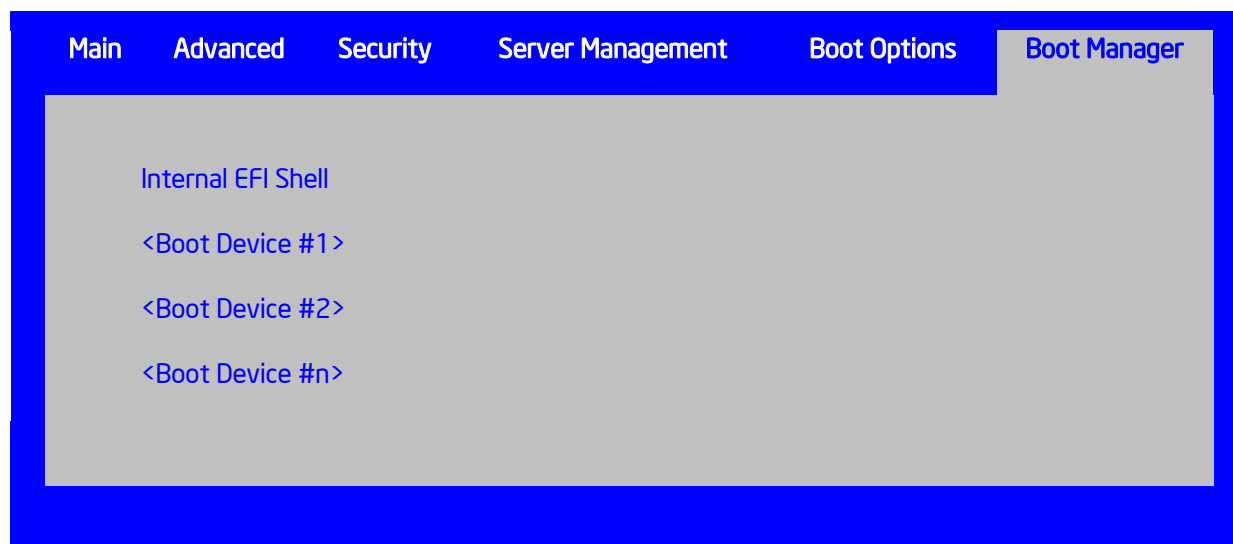 Main Advanced Security Server Management Boot Options Boot Manager
Internal EFI Shell
<Boot Device #1>
<Boot Device #2>
<Boot Device #n>